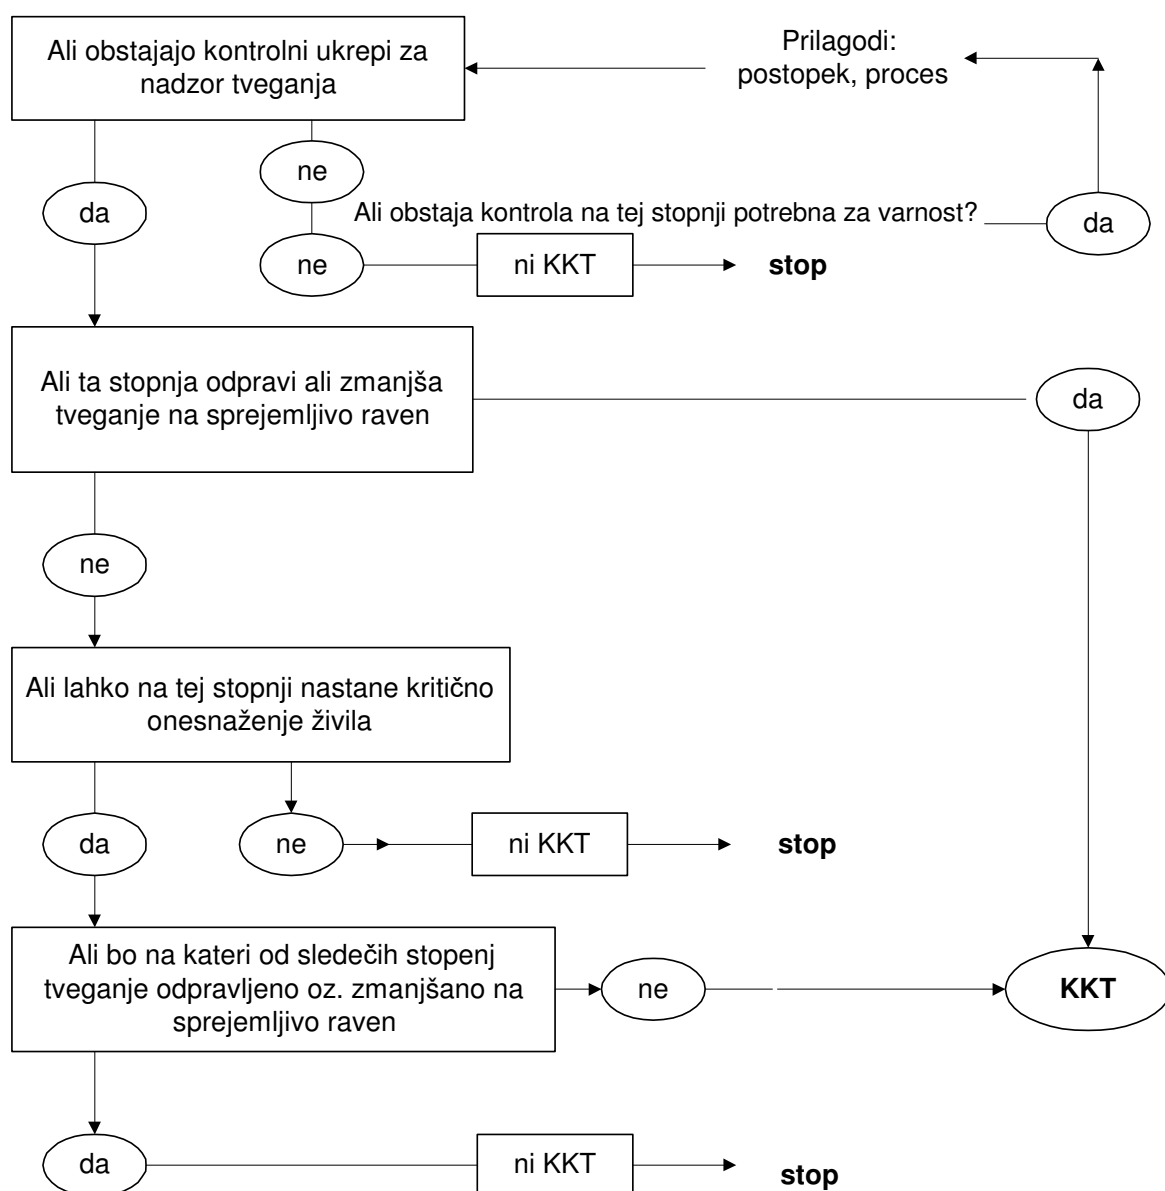 Ali obstajajo kontrolni ukrepi za
nadzor tveganja
Prilagodi:
postopek, proces
ne
da
Ali obstaja kontrola na tej stopnji potrebna za varnost?
da
ne
ni KKT
stop
Ali ta stopnja odpravi ali zmanjša
tveganje na sprejemljivo raven
da
ne
Ali lahko na tej stopnji nastane kritično
onesnaženje živila
da
ne
ni KKT
stop
Ali bo na kateri od sledečih stopenj
tveganje odpravljeno oz. zmanjšano na
sprejemljivo raven
ne
KKT
da
ni KKT
stop